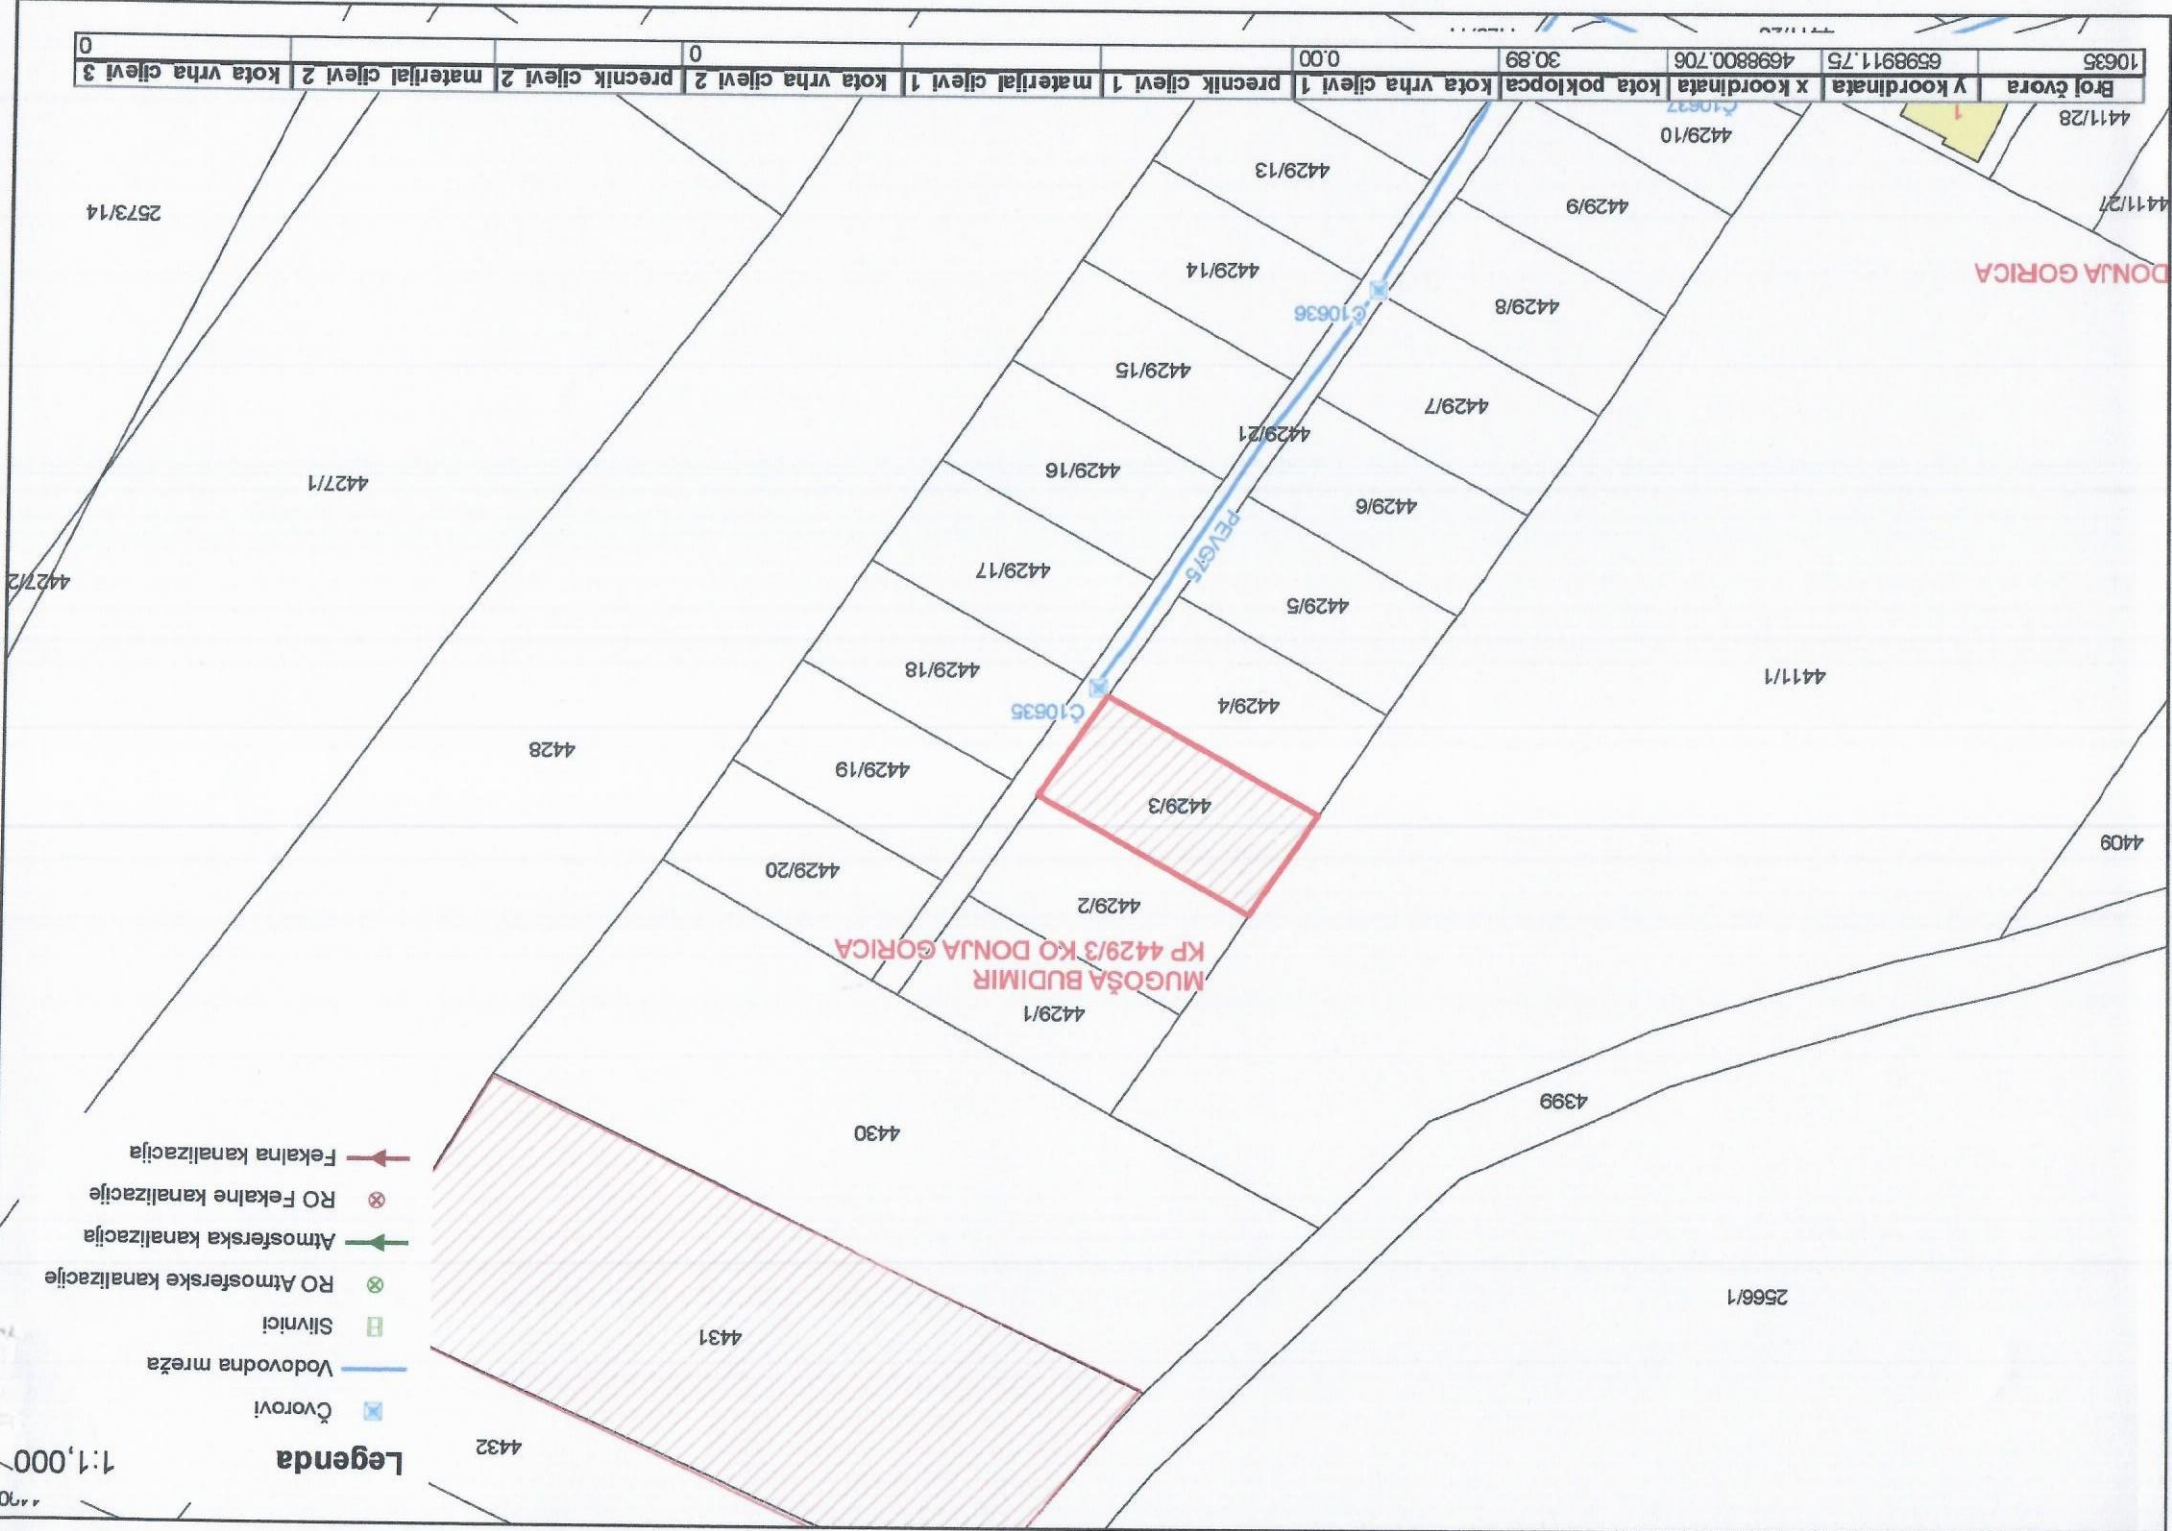 1:1,000
Legenda
Čvorovi
Vodovodna mreža
Slivnici
RO Atmosferske kanalizacije
Atmosferska kanalizacija
RO Fekalne kanalizacije
Fekalna kanalizacija
4432
4431
2566/1
4430
4399
4429/1
MUGOŠA BUDIMIR
KP 4429/3 KO DONJA GORICA
4429/2
4429/20
4409
4429/3
4429/19
4428
Č10635
4429/4
4429/18
4411/1
4429/5
4429/17
4427/2
PEVG75
4429/6
4429/16
4427/1
4429/21
4429/7
4429/15
Č10636
4429/8
4429/14
DONJA GORICA
4429/9
4429/13
4411/27
2573/14
4429/10
4411/28
1
Č10637
Broj čvora y koordinata x koordinata kota poklopca kota vrha cijevi 1 precnik cijevi 1 materijal cijevi 1 kota vrha cijevi 2 precnik cijevi 2 materijal cijevi 2 kota vrha cijevi 3
10635 6598911.75 4698800.706 30.89 0.00 0 0